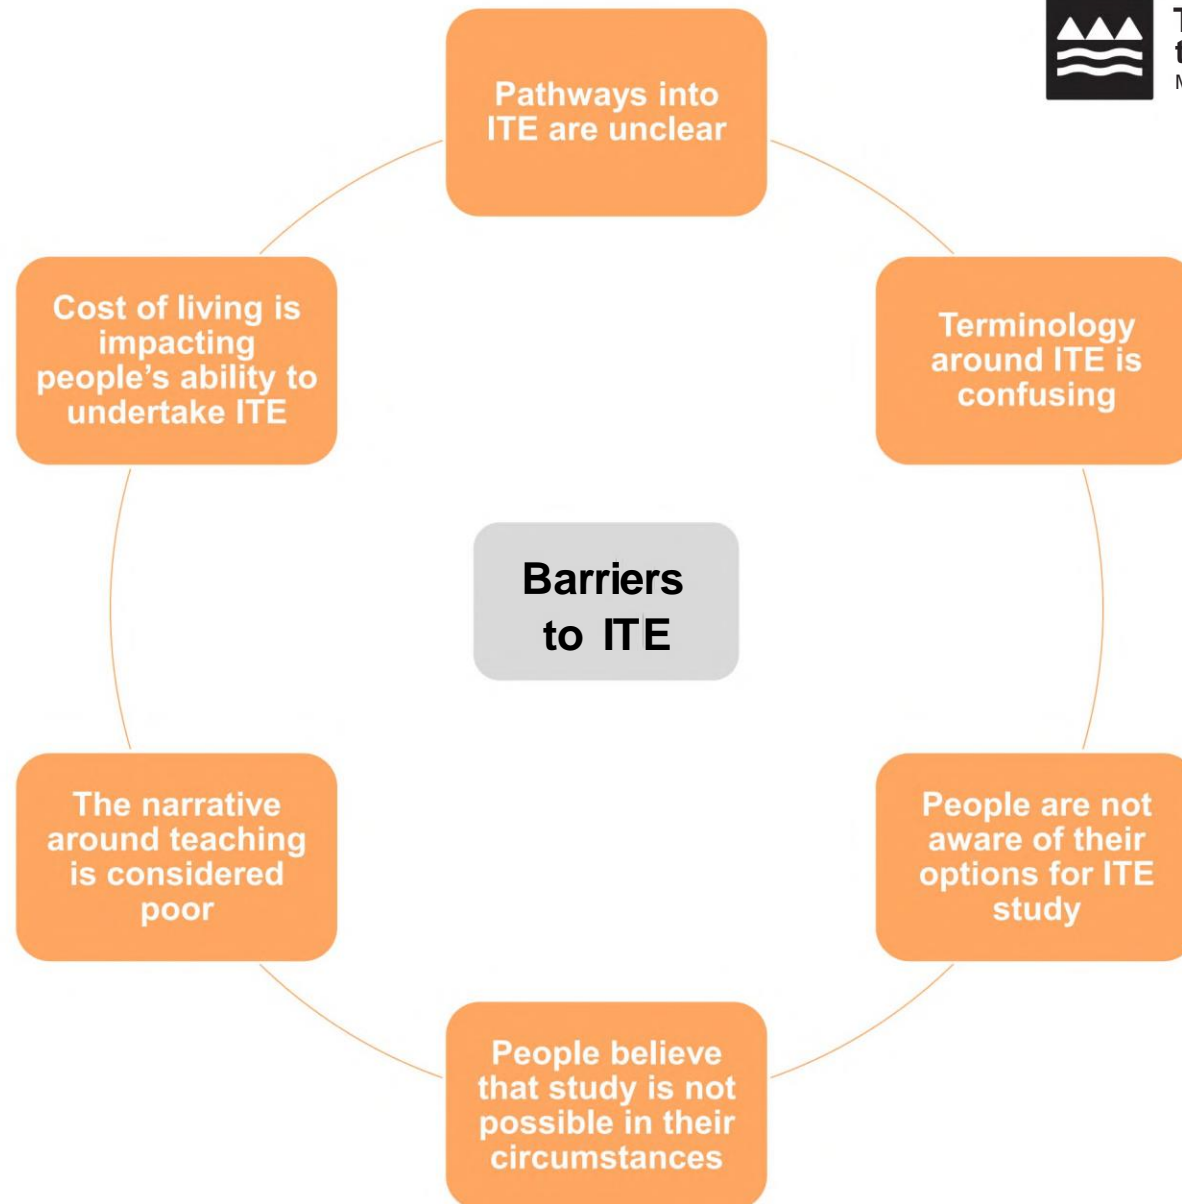 Pathways into
ITE are unclear
Terminology
around ITE is
confusing
People are not
aware of their
options for ITE
study
People believe
that study is not
possible in their
circumstances
The narrative
around teaching
is considered
poor
Cost of living is
impacting
people’s ability to
undertake ITE
Barriers
to ITE